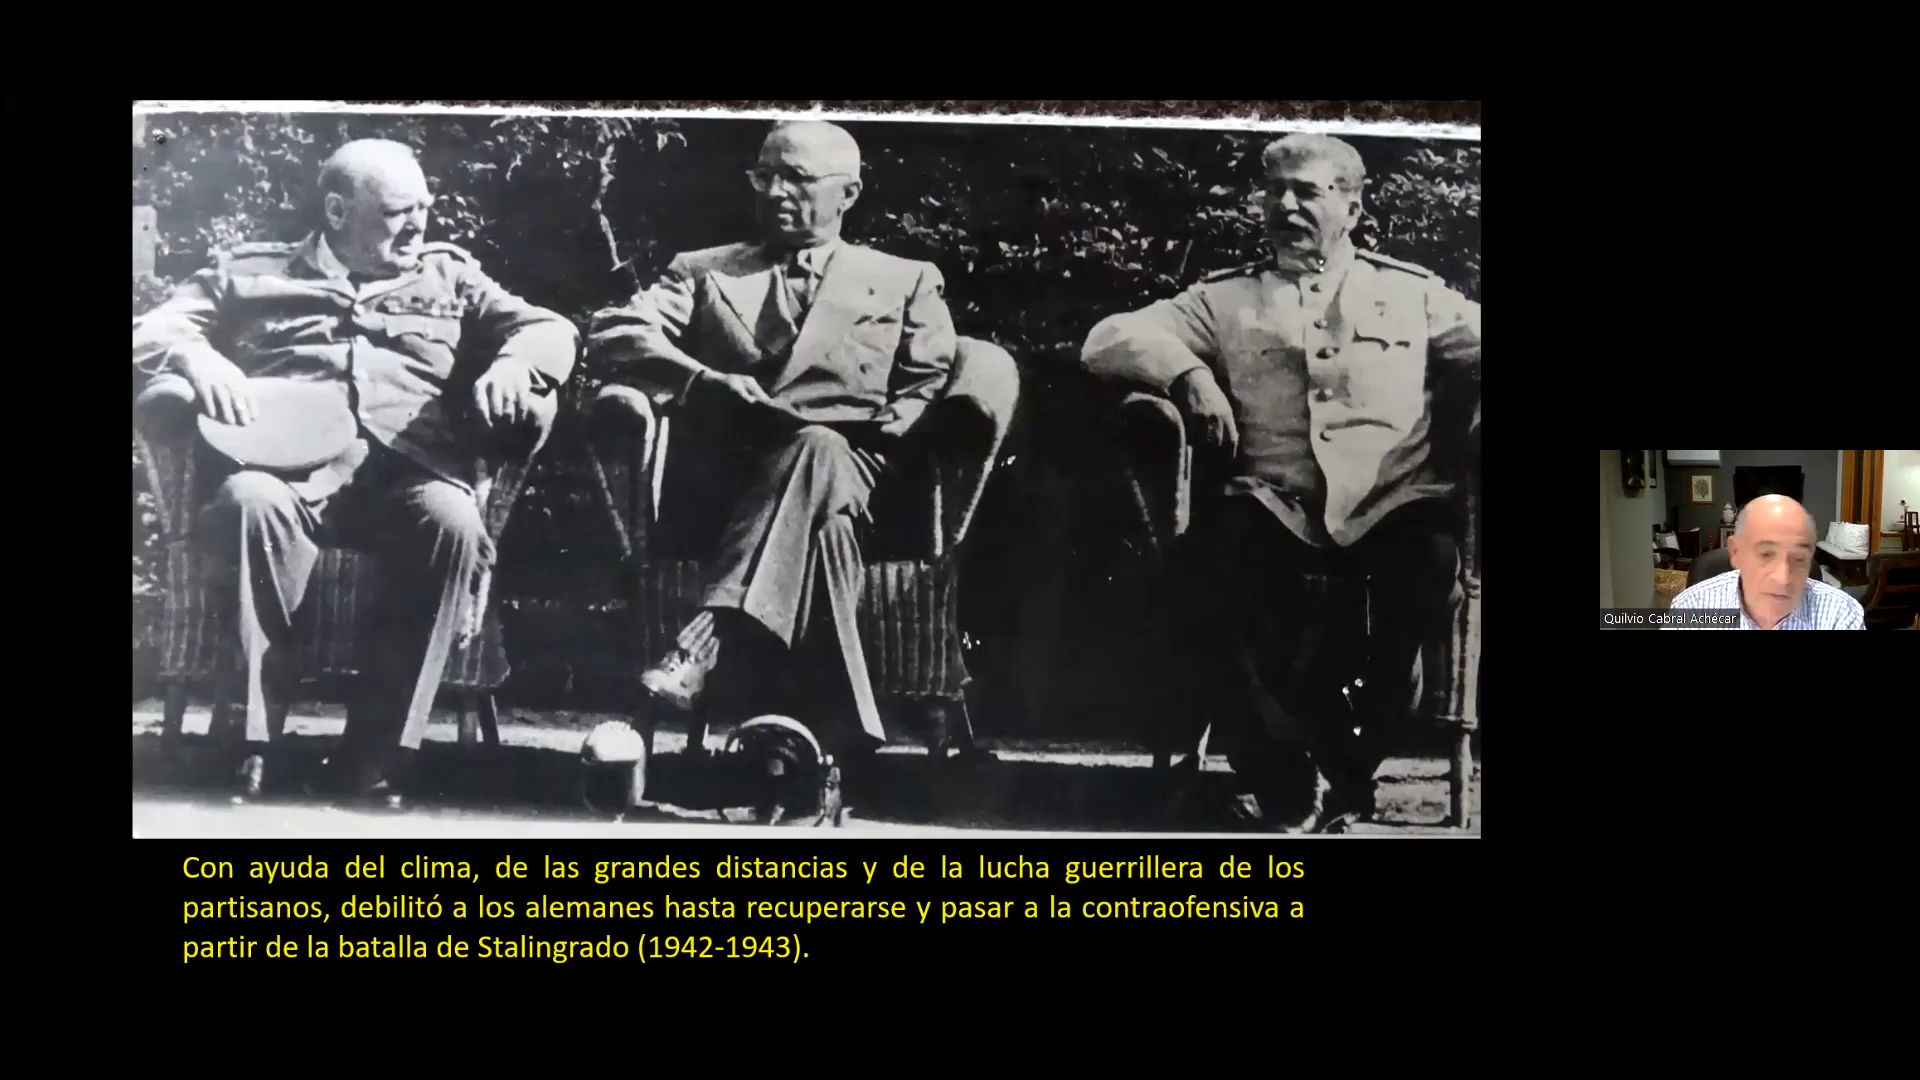 Con ayuda del clima, de las grandes distancias y de la lucha guerrillera de los
partisanos, debilitó a los alemanes hasta recuperarse y pasar a la contraofensiva a
partir de la batalla de Stalingrado (1942-1943).
Quilvio Cabral Achécar